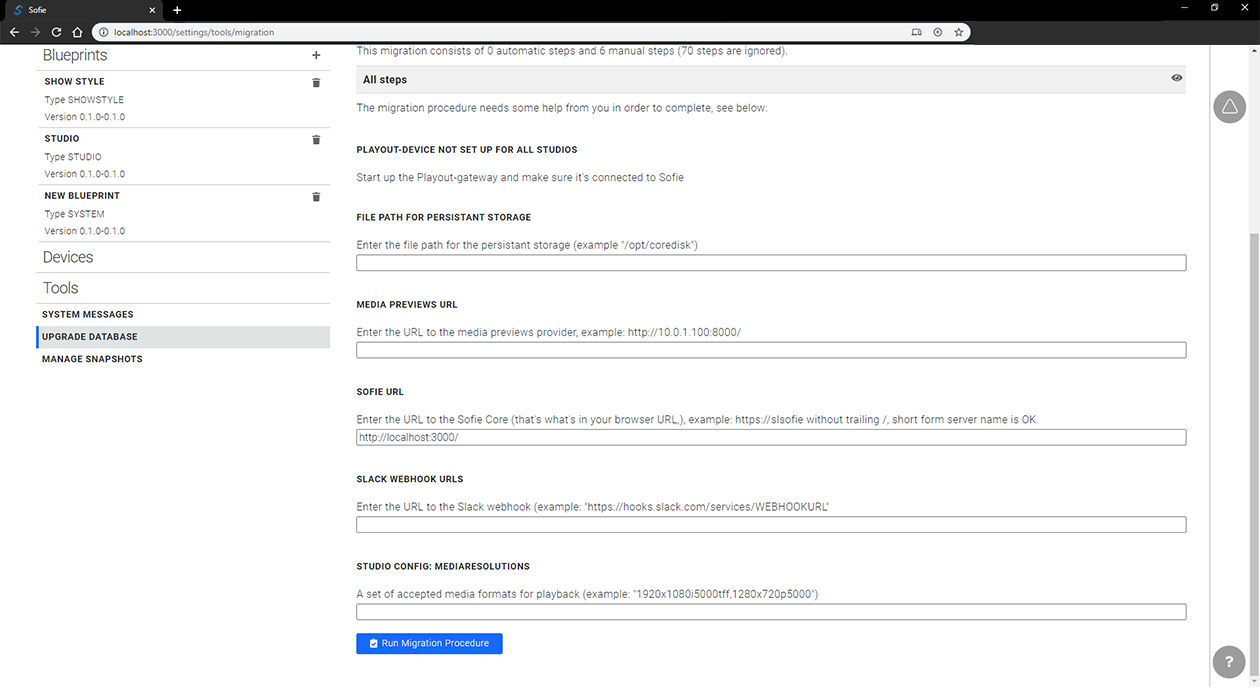 Sofie
localhost:3000/settings/tools/migration
Blueprints
SHOW STYLE
Type SHOWSTYLE
Version 0.1.0-0.1.0
STUDIO
Type STUDIO
Version 0.1.0-0.1.0
NEW BLUEPRINT
Type SYSTEM
Version 0.1.0-0.1.0
Devices
Tools
SYSTEM MESSAGES
UPGRADE DATABASE
MANAGE SNAPSHOTS
This migration consists of 0 automatic steps and 6 manual steps (70 steps are ignored).
All steps
The migration procedure needs some help from you in order to complete, see below:
PLAYOUT-DEVICE NOT SET UP FOR ALL STUDIOS
Start up the Playout-gateway and make sure it's connected to Sofie
FILE PATH FOR PERSISTANT STORAGE
Enter the file path for the persistant storage (example "/opt/coredisk")
MEDIA PREVIEWS URL
Enter the URL to the media previews provider, example: http://10.0.1.100:8000/
SOFIE URL
Enter the URL to the Sofie Core (that's what's in your browser URL,), example: https://slsofie without trailing /, short form server name is OK.
http://localhost:3000/
SLACK WEBHOOK URLS
Enter the URL to the Slack webhook (example: "https://hooks.slack.com/services/WEBHOOKURL"
STUDIO CONFIG: MEDIARESOLUTIONS
A set of accepted media formats for playback (example: "1920x1080i5000tff,1280x720p5000")
Run Migration Procedure
?